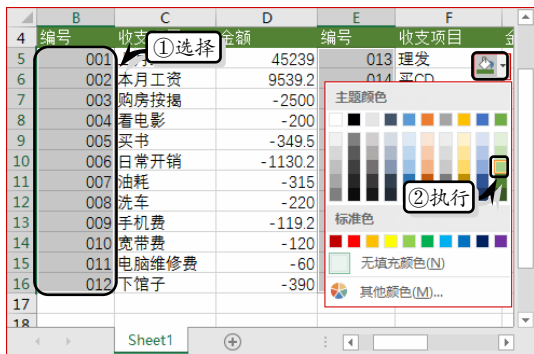 B C D E F
4 编号 收支项目 金额 编号 收支项目
①选择
5 001 45239 013 理发
6 002 本月工资 9539.2 014 买CD
7 003 购房按揭 -2500
8 004 看电影 -200
9 005 买书 -349.5
10 006 日常开销 -1130.2
11 007 油耗 -315
12 008 洗车 -220
13 009 手机费 -119.2
14 010 宽带费 -120
15 011 电脑维修费 -60
16 012 下馆子 -390
17
18
主题颜色
②执行
标准色
无填充颜色(N)
其他颜色(M)...
Sheet1